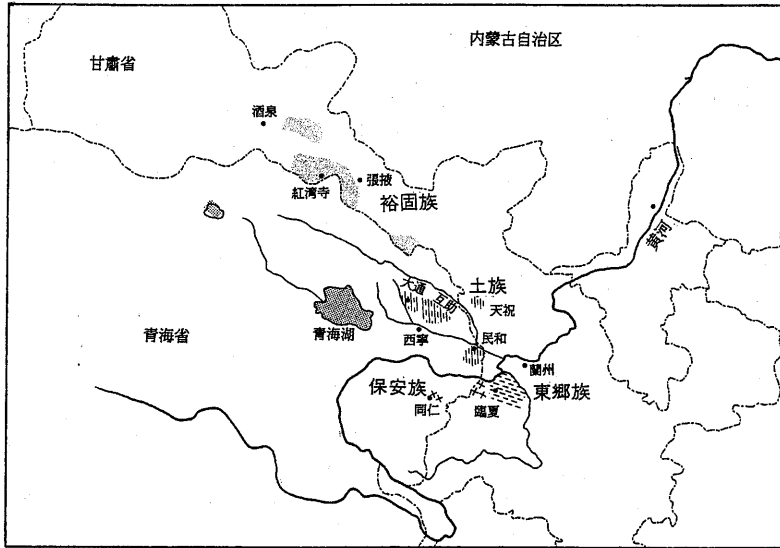 内蒙古自治区
甘肅省
酒泉
紅湾寺
張掖
裕固族
黄河
大通
互助
土族
天祝
青海湖
西寧
民和
青海省
蘭州
保安族
東郷族
同仁
臨夏